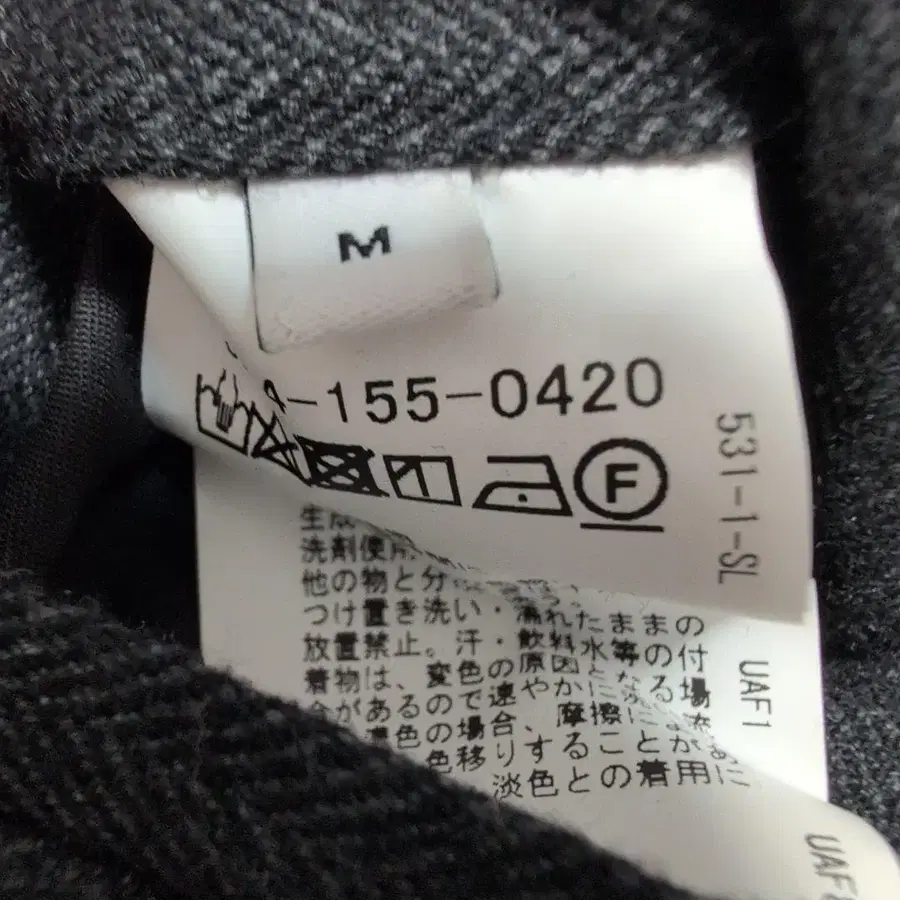 M
-155-0420
F
531-1-SL
生成
洗剤使用
他の物と分
つけ置き洗い・濡れたままの
放置禁止。汗・飲料水等の付
着物は、変色の原因となる場
合があるので速やかに
濃色の場合、摩擦に
色移りすることが
淡色との着用に
UAF1
UAF